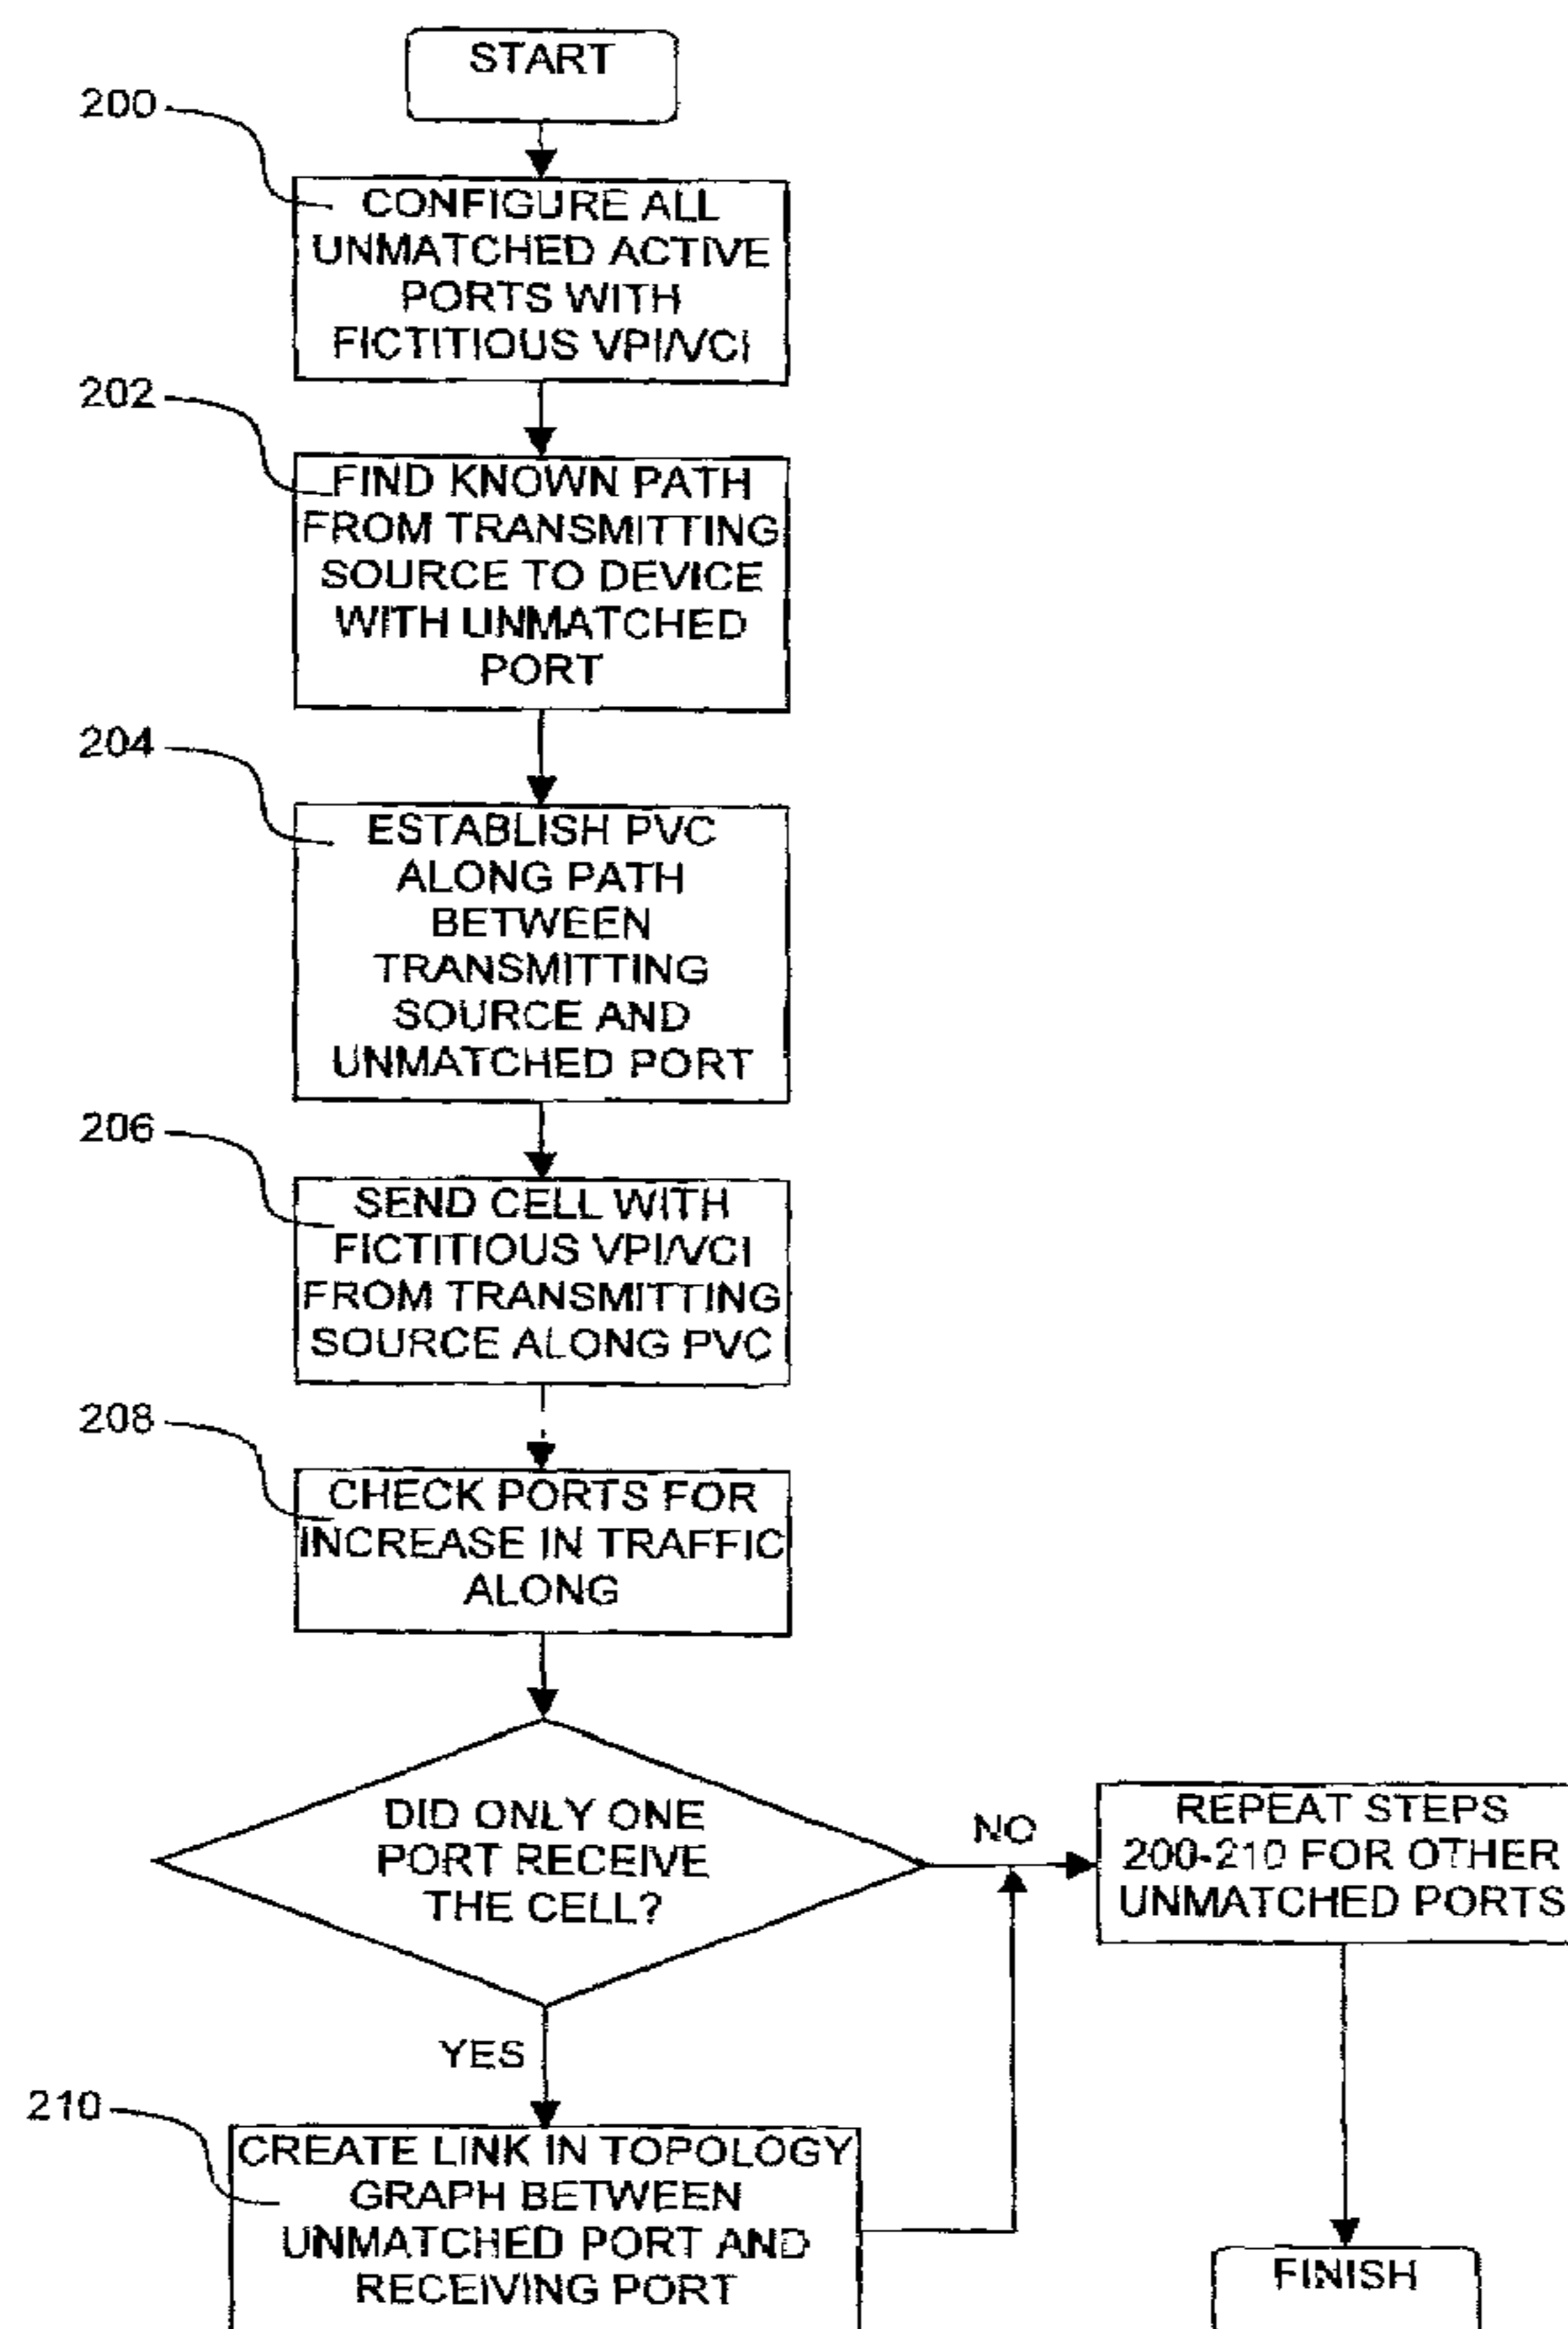 START
200
CONFIGURE ALL
UNMATCHED ACTIVE
PORTS WITH
FICTITIOUS VPI/VCI
202
FIND KNOWN PATH
FROM TRANSMITTING
SOURCE TO DEVICE
WITH UNMATCHED
PORT
204
ESTABLISH PVC
ALONG PATH
BETWEEN
TRANSMITTING
SOURCE AND
UNMATCHED PORT
206
SEND CELL WITH
FICTITIOUS VPI/VCI
FROM TRANSMITTING
SOURCE ALONG PVC
208
CHECK PORTS FOR
INCREASE IN TRAFFIC
ALONG
DID ONLY ONE
PORT RECEIVE
THE CELL?
NO
REPEAT STEPS
200-210 FOR OTHER
UNMATCHED PORTS
YES
210
CREATE LINK IN TOPOLOGY
GRAPH BETWEEN
UNMATCHED PORT AND
RECEIVING PORT
FINISH